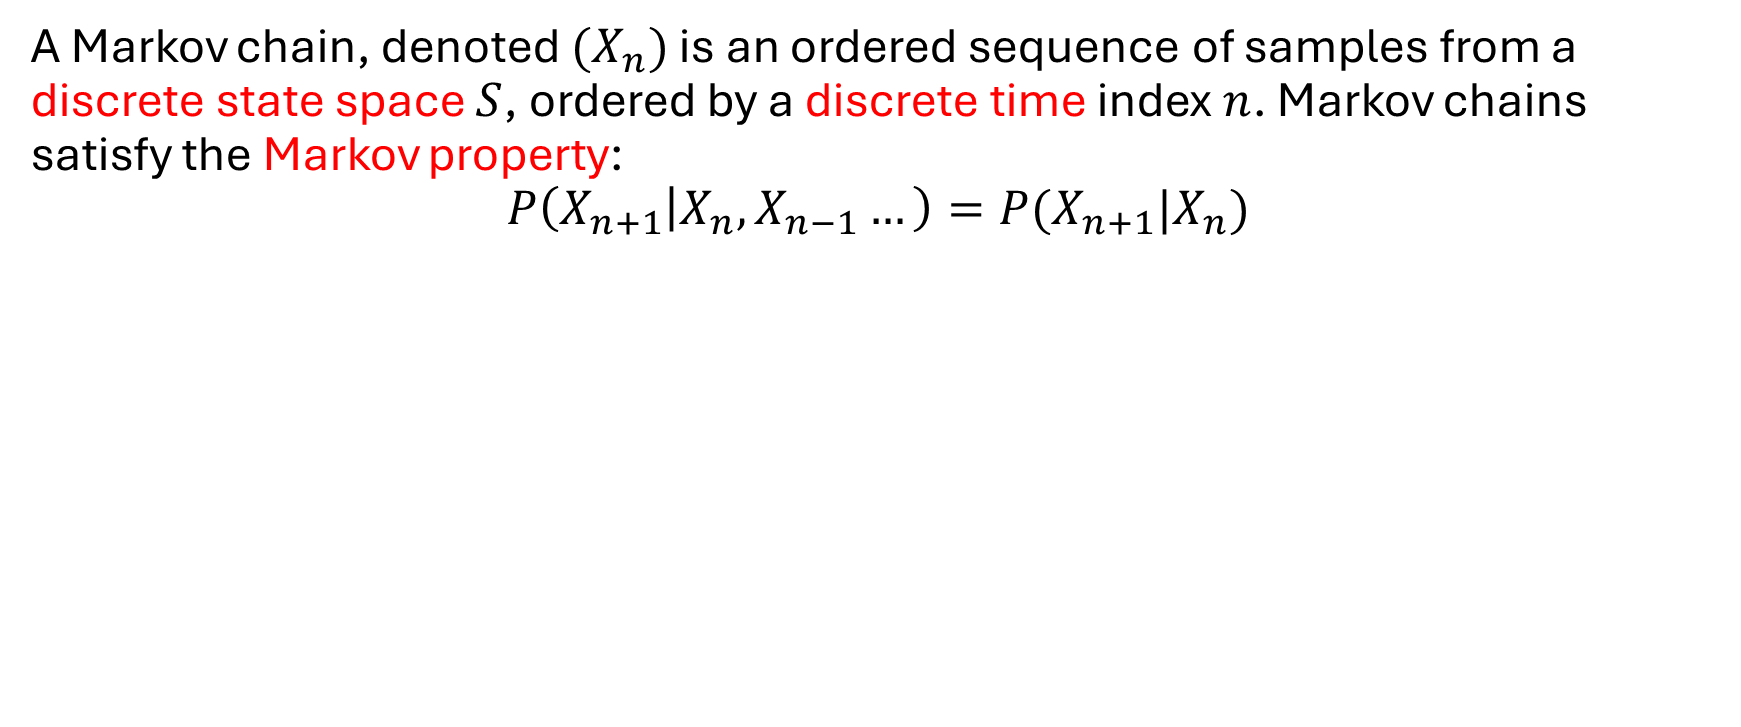 A Markov chain, denoted (Xₙ) is an ordered sequence of samples from a
discrete state space S, ordered by a discrete time index n. Markov chains
satisfy the Markov property:
P(Xₙ₊₁|Xₙ, Xₙ₋₁ …) = P(Xₙ₊₁|Xₙ)